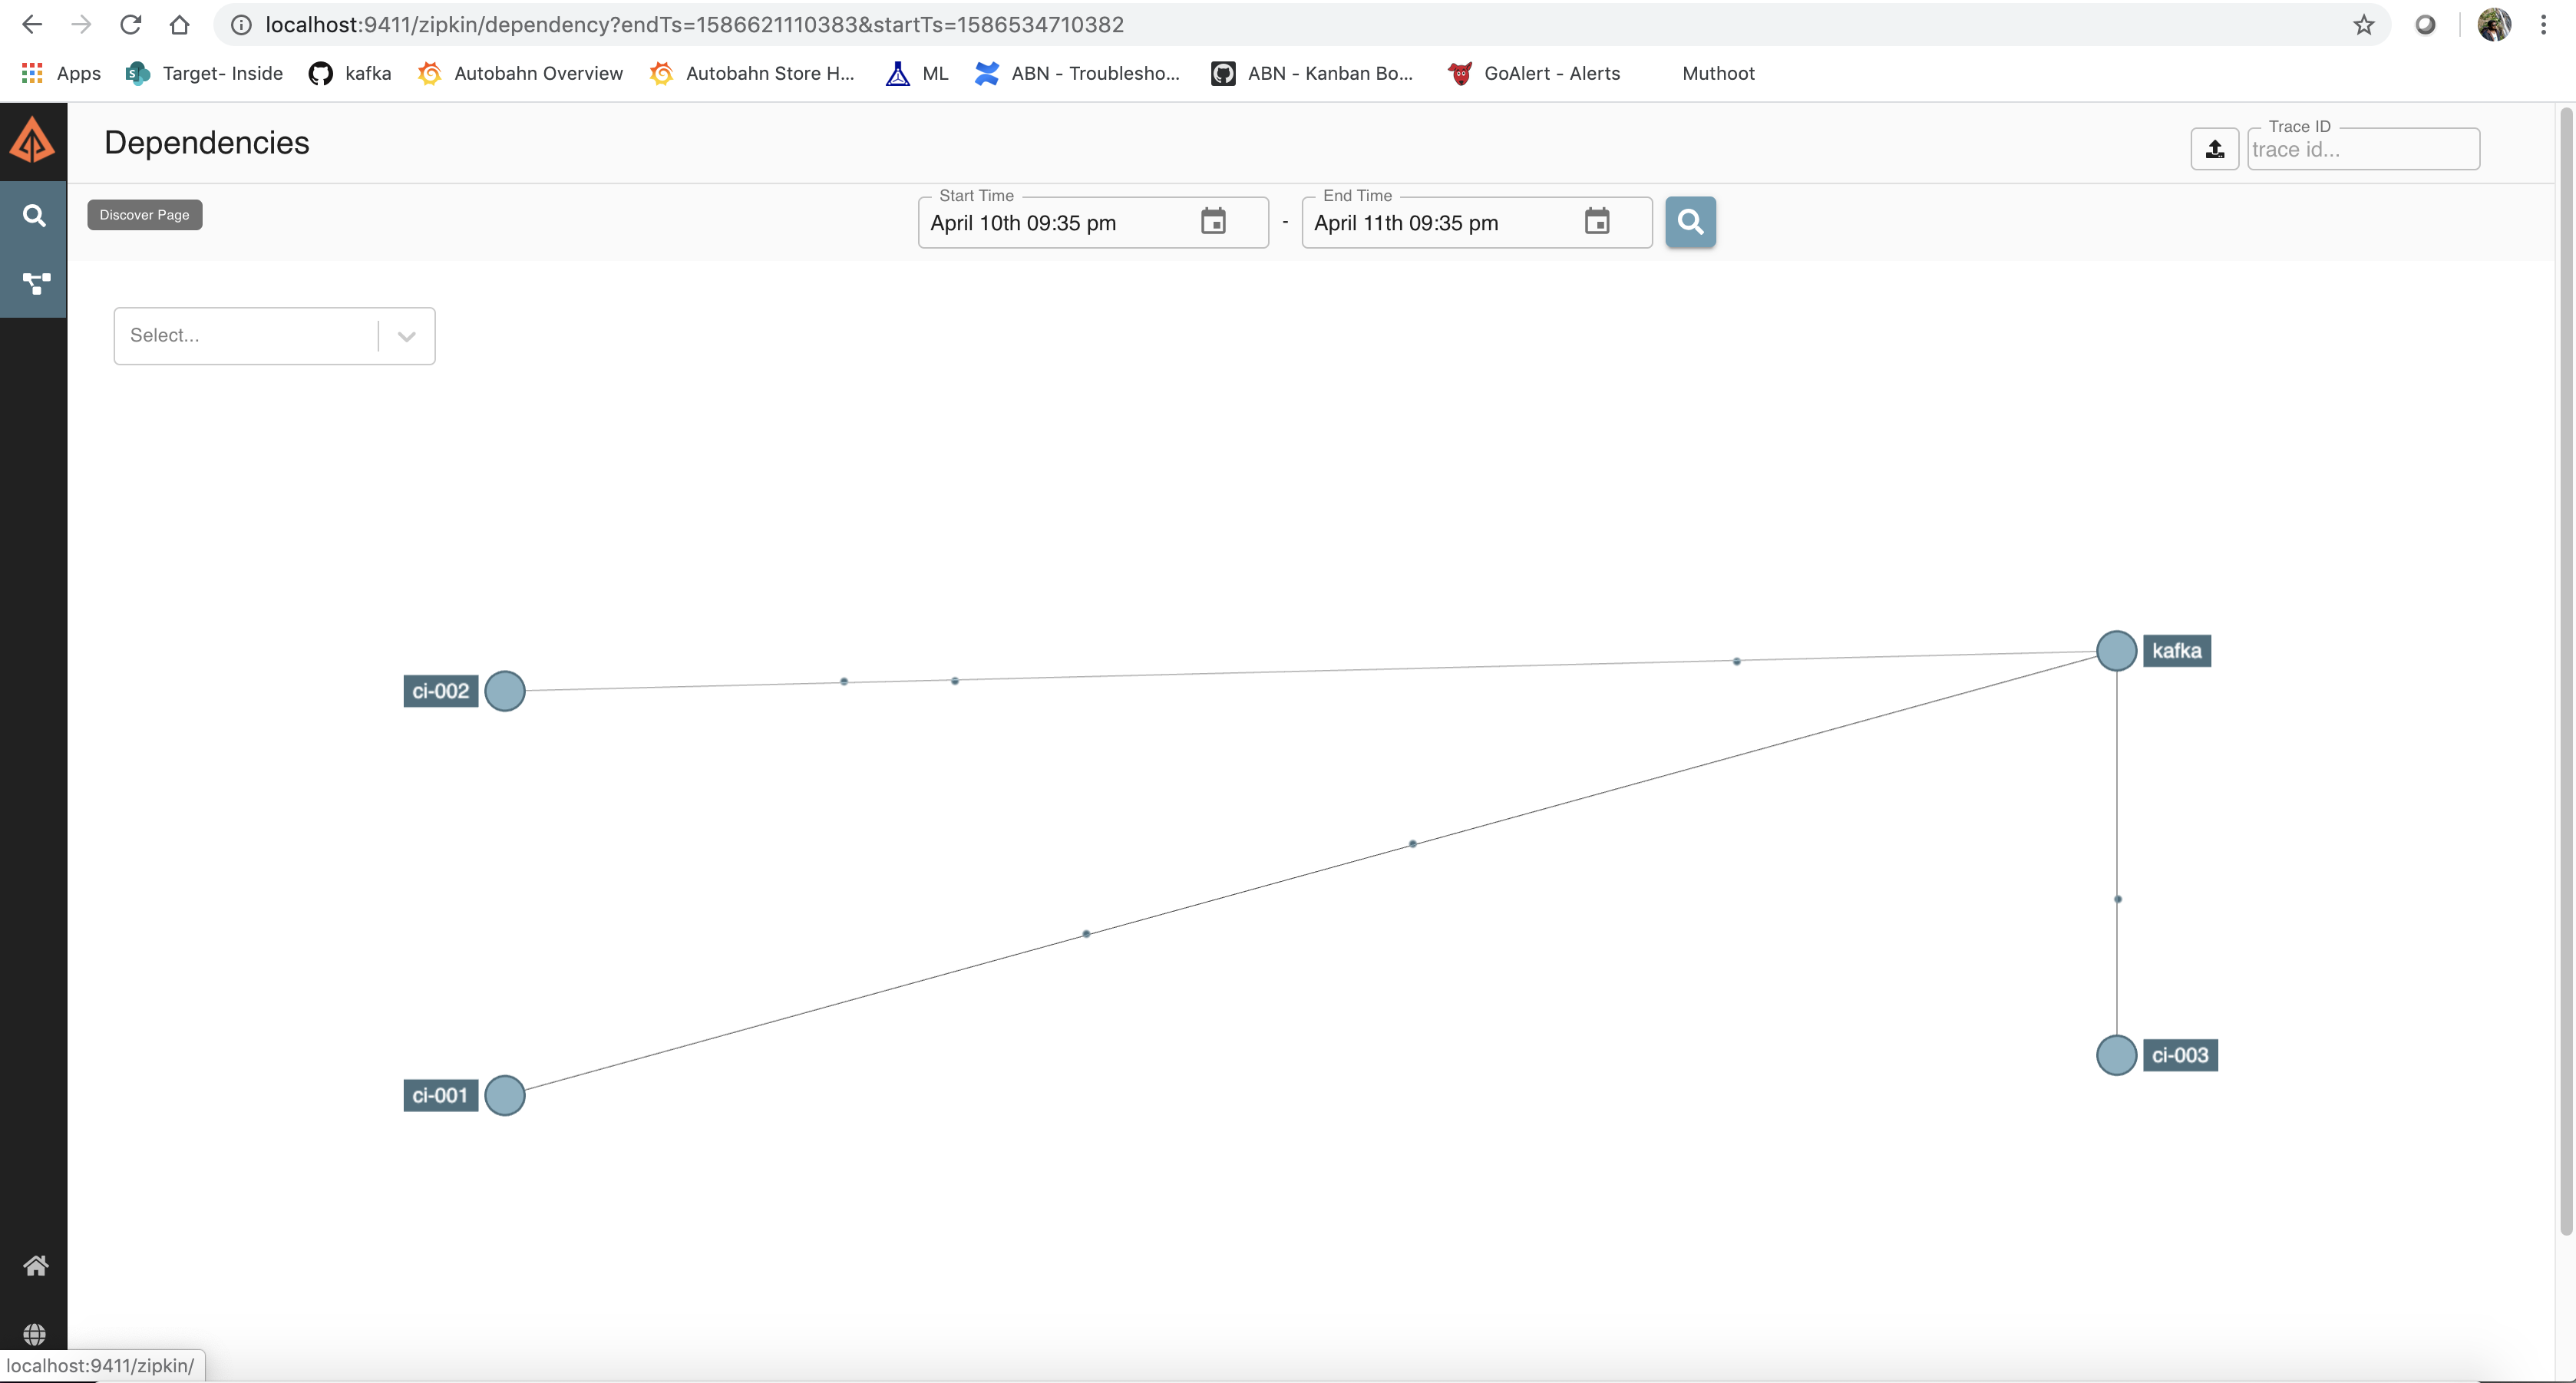 localhost:9411/zipkin/dependency?endTs=1586621110383&startTs=1586534710382
Apps Target- Inside kafka Autobahn Overview Autobahn Store H... ML ABN - Troublesho... ABN - Kanban Bo... GoAlert - Alerts Muthoot
Dependencies
Trace ID
trace id...
Discover Page
Start Time
April 10th 09:35 pm
-
End Time
April 11th 09:35 pm
Select...
kafka
ci-002
ci-003
ci-001
localhost:9411/zipkin/